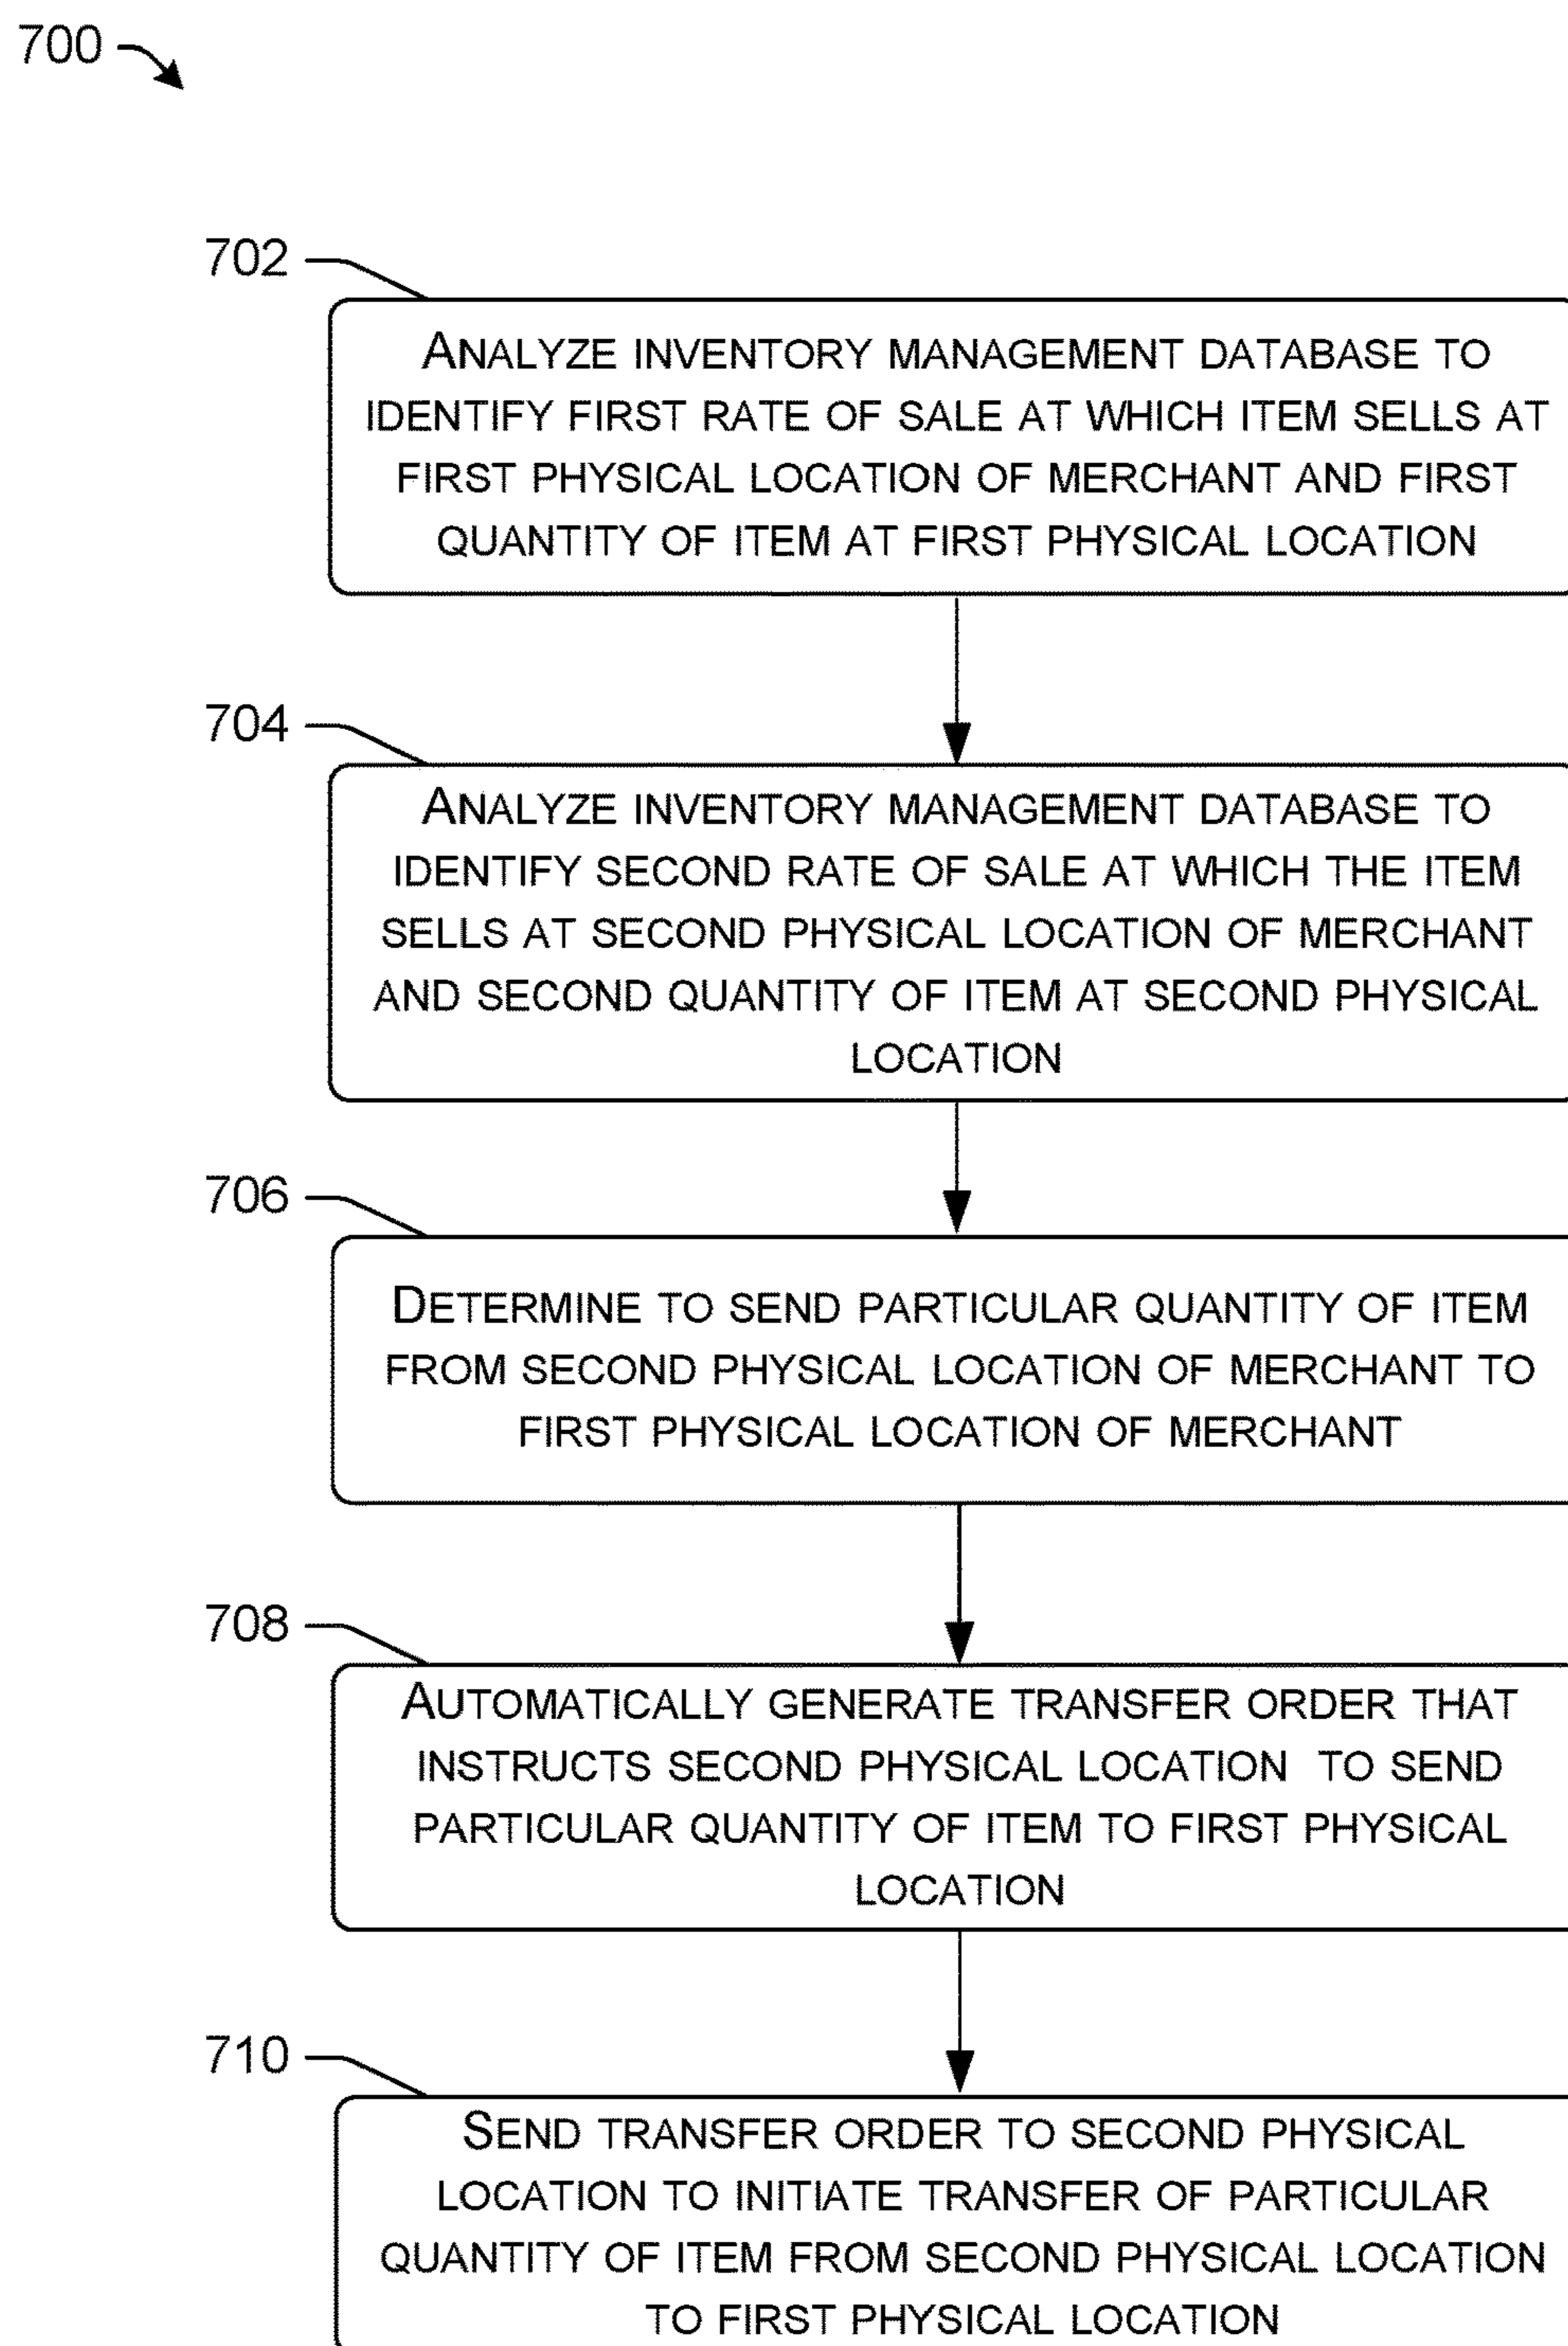 700
702
ANALYZE INVENTORY MANAGEMENT DATABASE TO
IDENTIFY FIRST RATE OF SALE AT WHICH ITEM SELLS AT
FIRST PHYSICAL LOCATION OF MERCHANT AND FIRST
QUANTITY OF ITEM AT FIRST PHYSICAL LOCATION
704
ANALYZE INVENTORY MANAGEMENT DATABASE TO
IDENTIFY SECOND RATE OF SALE AT WHICH THE ITEM
SELLS AT SECOND PHYSICAL LOCATION OF MERCHANT
AND SECOND QUANTITY OF ITEM AT SECOND PHYSICAL
LOCATION
706
DETERMINE TO SEND PARTICULAR QUANTITY OF ITEM
FROM SECOND PHYSICAL LOCATION OF MERCHANT TO
FIRST PHYSICAL LOCATION OF MERCHANT
708
AUTOMATICALLY GENERATE TRANSFER ORDER THAT
INSTRUCTS SECOND PHYSICAL LOCATION TO SEND
PARTICULAR QUANTITY OF ITEM TO FIRST PHYSICAL
LOCATION
710
SEND TRANSFER ORDER TO SECOND PHYSICAL
LOCATION TO INITIATE TRANSFER OF PARTICULAR
QUANTITY OF ITEM FROM SECOND PHYSICAL LOCATION
TO FIRST PHYSICAL LOCATION